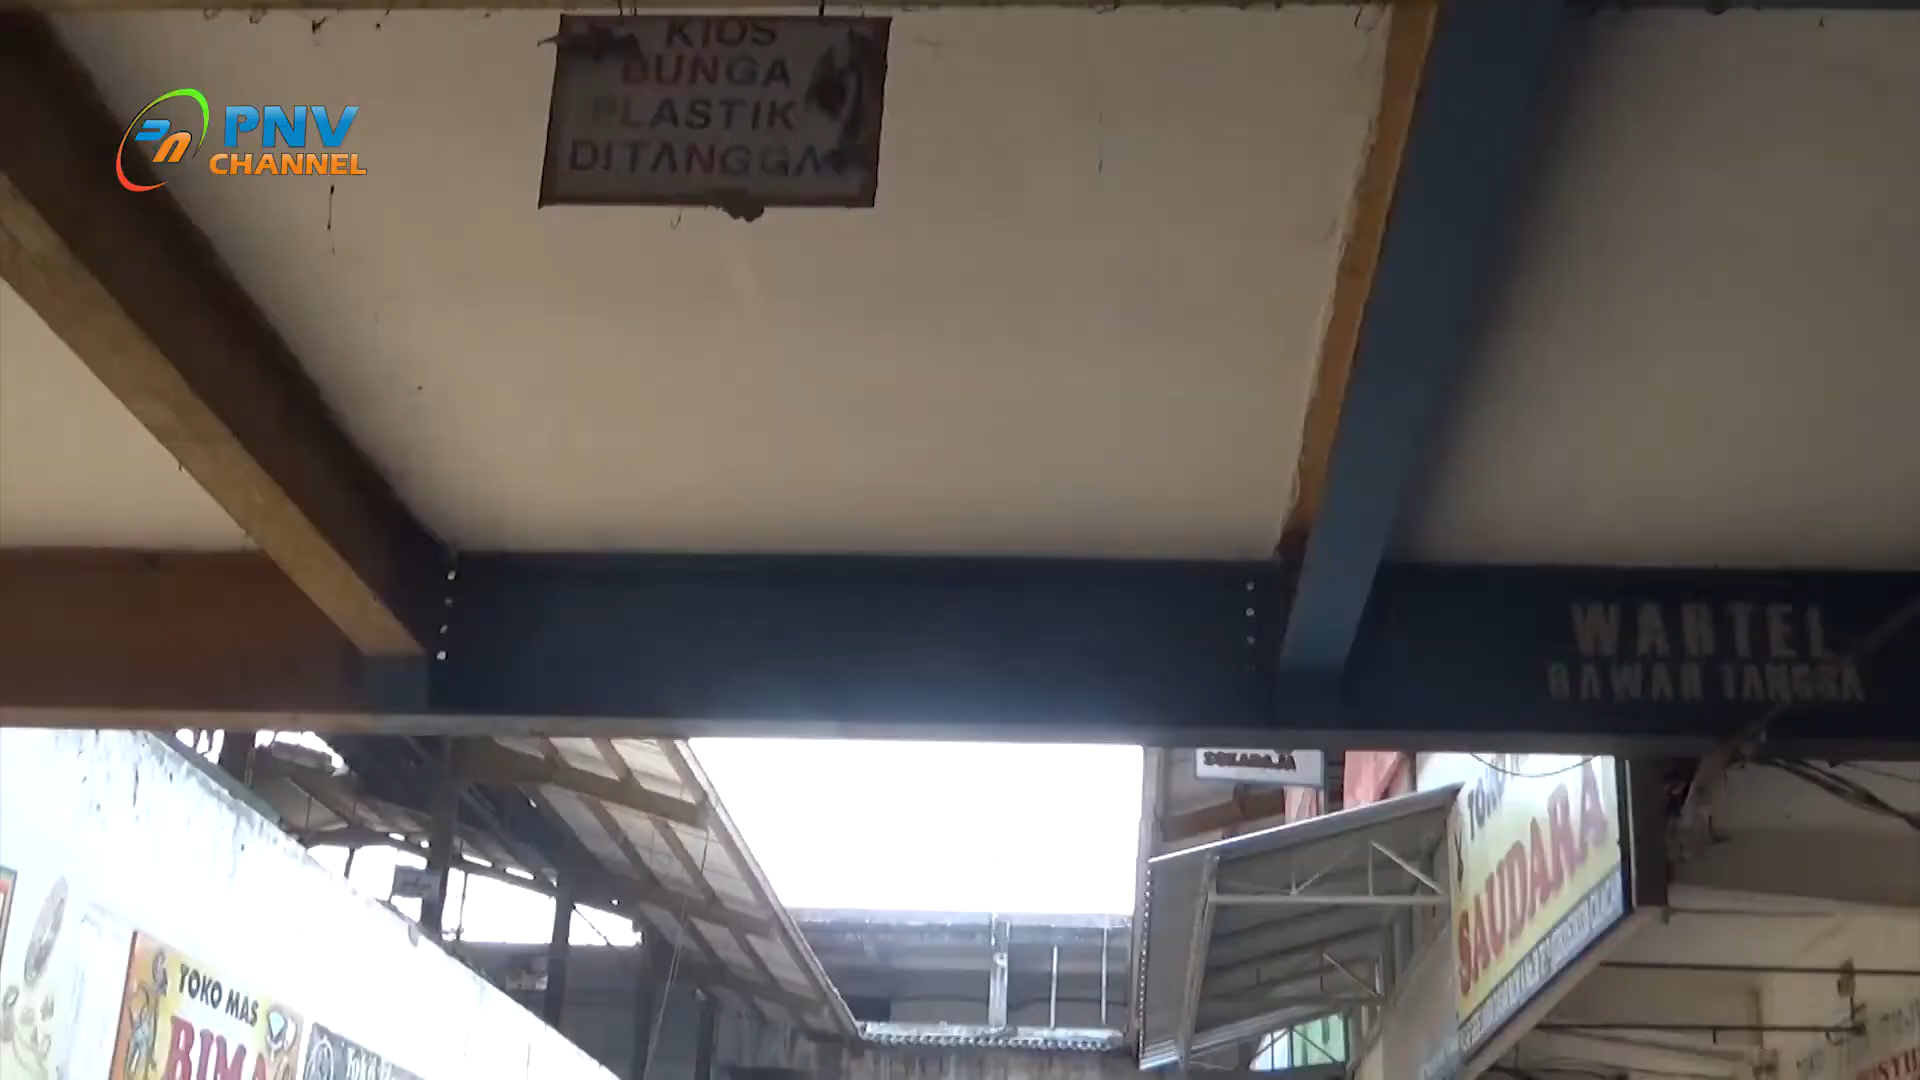 KIOS
BUNGA
PLASTIK
DITANGGA
PNV
CHANNEL
WARTEL
BAWAH TANGGA
SOKARAJA
TOKO
SAUDARA
TOKO MAS
BIMA